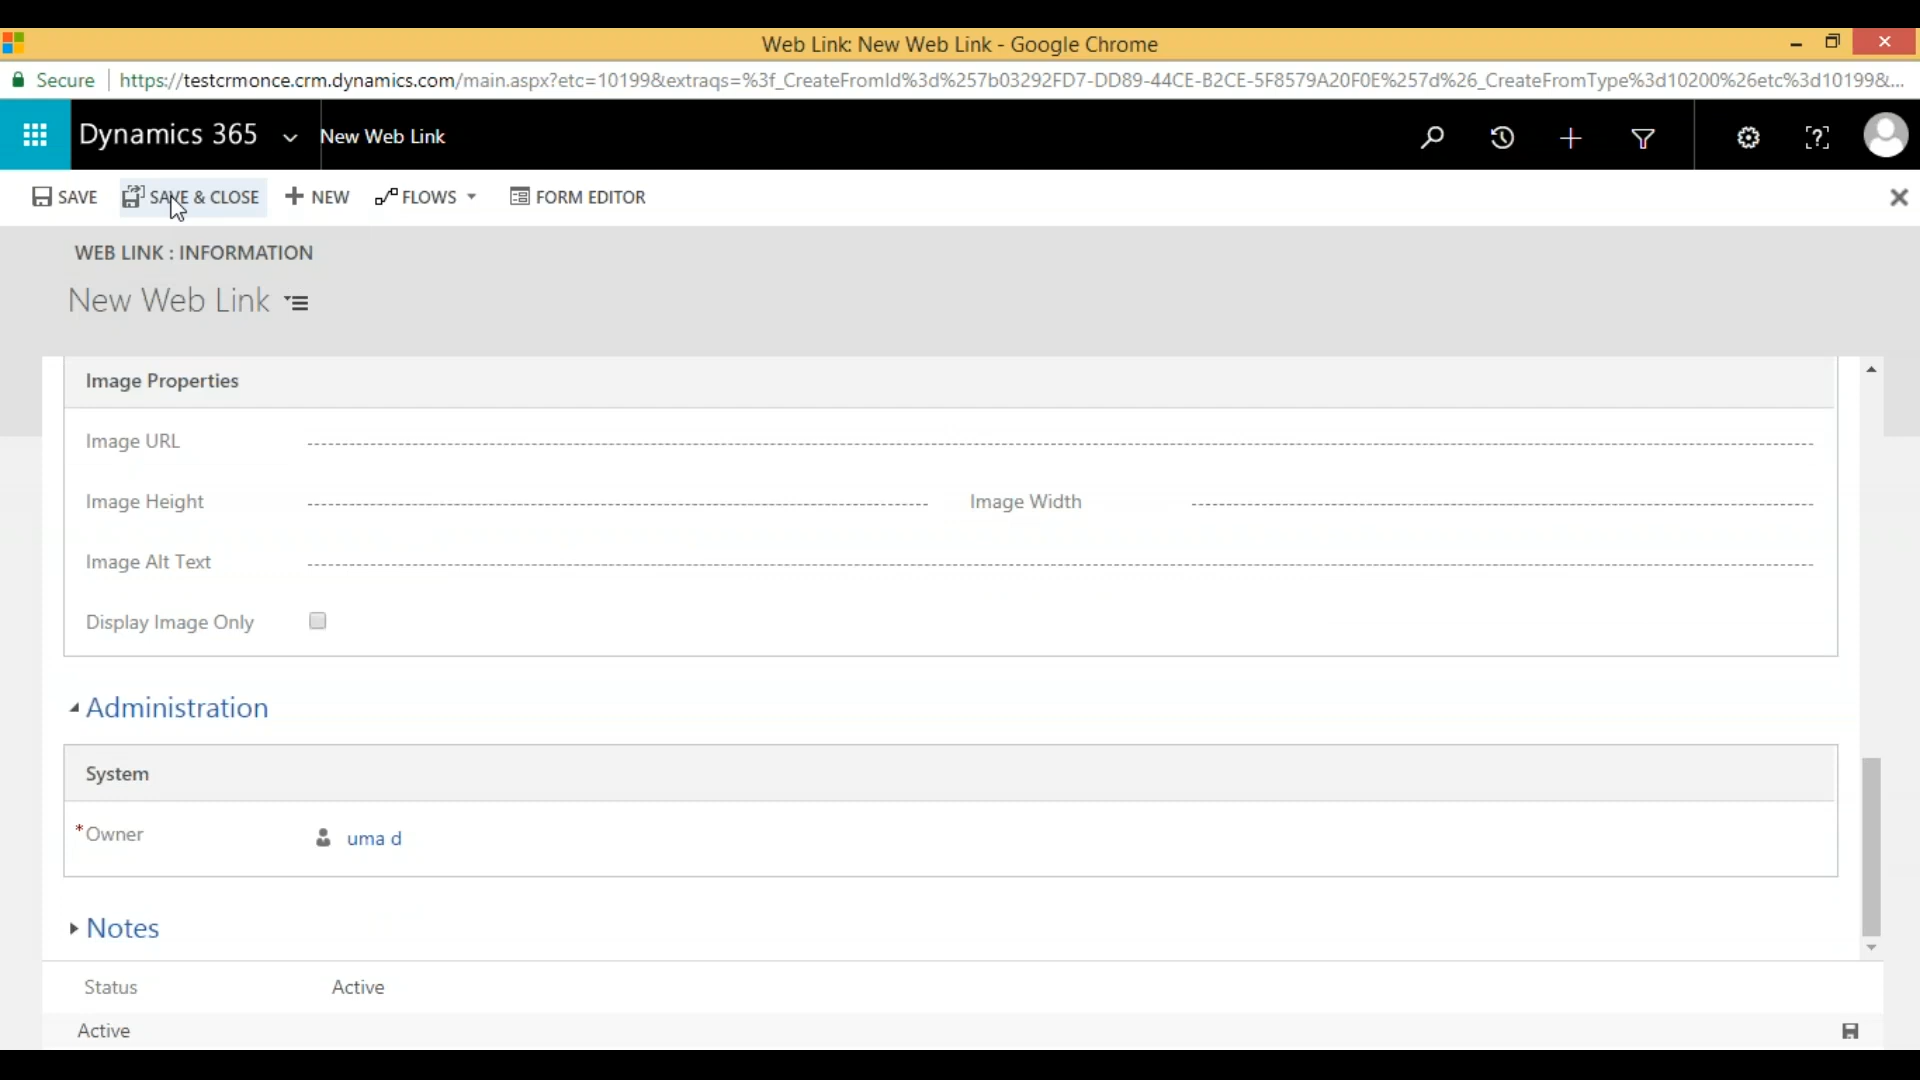 Web Link: New Web Link - Google Chrome
Secure https://testcrmonce.crm.dynamics.com/main.aspx?etc=10199&extraqs=%3f_CreateFromId%3d%257b03292FD7-DD89-44CE-B2CE-5F8579A20F0E%257d%26_CreateFromType%3d10200%26etc%3d10199&...
Dynamics 365 New Web Link
SAVE SAVE & CLOSE NEW FLOWS FORM EDITOR
WEB LINK : INFORMATION
New Web Link
Image Properties
Image URL
Image Height Image Width
Image Alt Text
Display Image Only
Administration
System
*Owner uma d
Notes
Status Active
Active